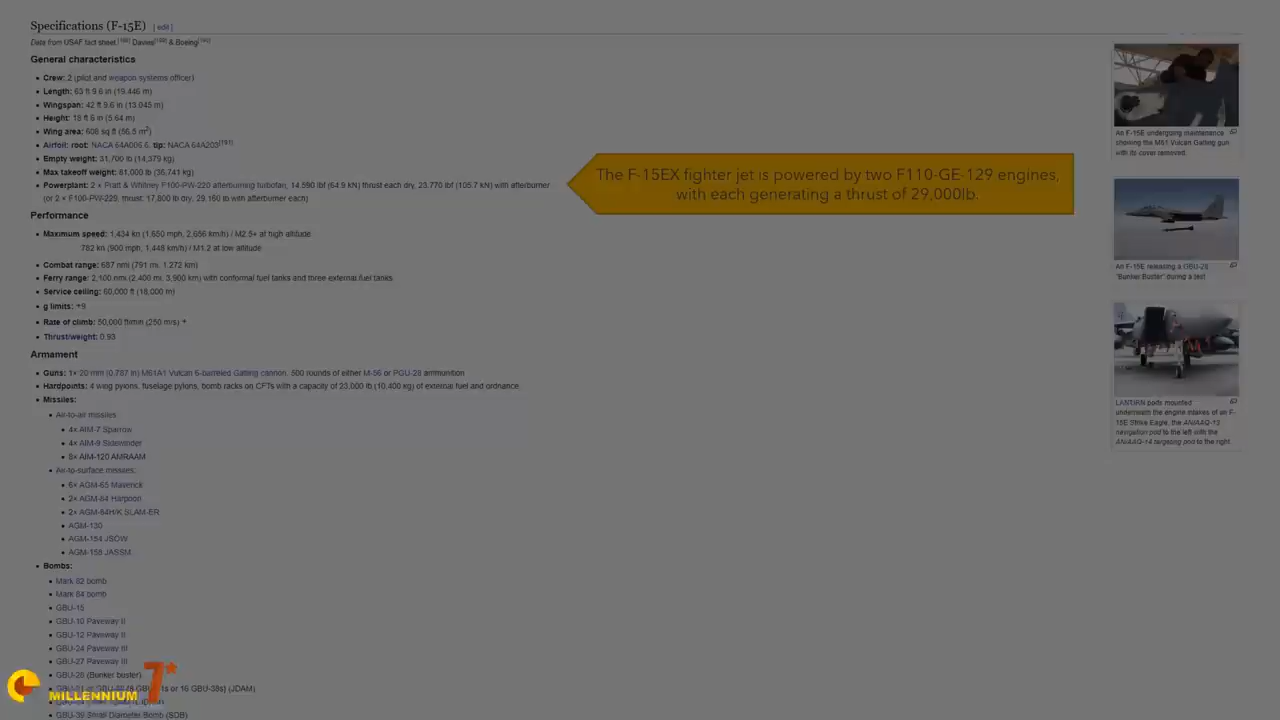 Specifications (F-15E) [ edit ]
Data from USAF fact sheet Davies & Boeing
General characteristics
Crew: 2 (pilot and weapon systems officer)
Length: 63 ft 9.6 in (19.446 m)
Wingspan: 42 ft 9.6 in (13.045 m)
Height: 18 ft 6 in (5.64 m)
Wing area: 608 sq ft (56.5 m²)
Airfoil: root: NACA 64A006.6, tip: NACA 64A203[191]
Empty weight: 31,700 lb (14,379 kg)
Max takeoff weight: 81,000 lb (36,741 kg)
Powerplant: 2 × Pratt & Whitney F100-PW-220 afterburning turbofan, 14,590 lbf (64.9 kN) thrust each dry, 23,770 lbf (105.7 kN) with afterburner
(or 2 × F100-PW-229, thrust: 17,800 lb dry, 29,160 lb with afterburner each)
The F-15EX fighter jet is powered by two F110-GE-129 engines,
with each generating a thrust of 29,000lb.
Performance
Maximum speed: 1,434 kn (1,650 mph, 2,656 km/h) / M2.5+ at high altitude
782 kn (900 mph, 1,448 km/h) / M1.2 at low altitude
Combat range: 687 nmi (791 mi, 1,272 km)
Ferry range: 2,100 nmi (2,400 mi, 3,900 km) with conformal fuel tanks and three external fuel tanks
Service ceiling: 60,000 ft (18,000 m)
g limits: +9
Rate of climb: 50,000 ft/min (250 m/s) +
Thrust/weight: 0.93
Armament
Guns: 1× 20 mm (0.787 in) M61A1 Vulcan 6-barreled Gatling cannon, 500 rounds of either M-56 or PGU-28 ammunition
Hardpoints: 4 wing pylons, fuselage pylons, bomb racks on CFTs with a capacity of 23,000 lb (10,400 kg) of external fuel and ordnance
Missiles:
Air-to-air missiles
4× AIM-7 Sparrow
4× AIM-9 Sidewinder
8× AIM-120 AMRAAM
Air-to-surface missiles:
6× AGM-65 Maverick
2× AGM-84 Harpoon
2× AGM-84H/K SLAM-ER
AGM-130
AGM-154 JSOW
AGM-158 JASSM
Bombs:
Mark 82 bomb
Mark 84 bomb
GBU-15
GBU-10 Paveway II
GBU-12 Paveway II
GBU-24 Paveway III
GBU-27 Paveway III
GBU-28 (Bunker buster)
or 16 GBU-38s) (JDAM)
GBU-39 Small Diameter Bomb (SDB)
An F-15E undergoing maintenance
showing the M61 Vulcan Gatling gun
with its cover removed.
An F-15E releasing a GBU-28
"Bunker Buster" during a test
LANTIRN pods mounted
underneath the engine intakes of an F-
15E Strike Eagle, the AN/AAQ-13
navigation pod to the left with the
AN/AAQ-14 targeting pod to the right.
MILLENNIUM 7*